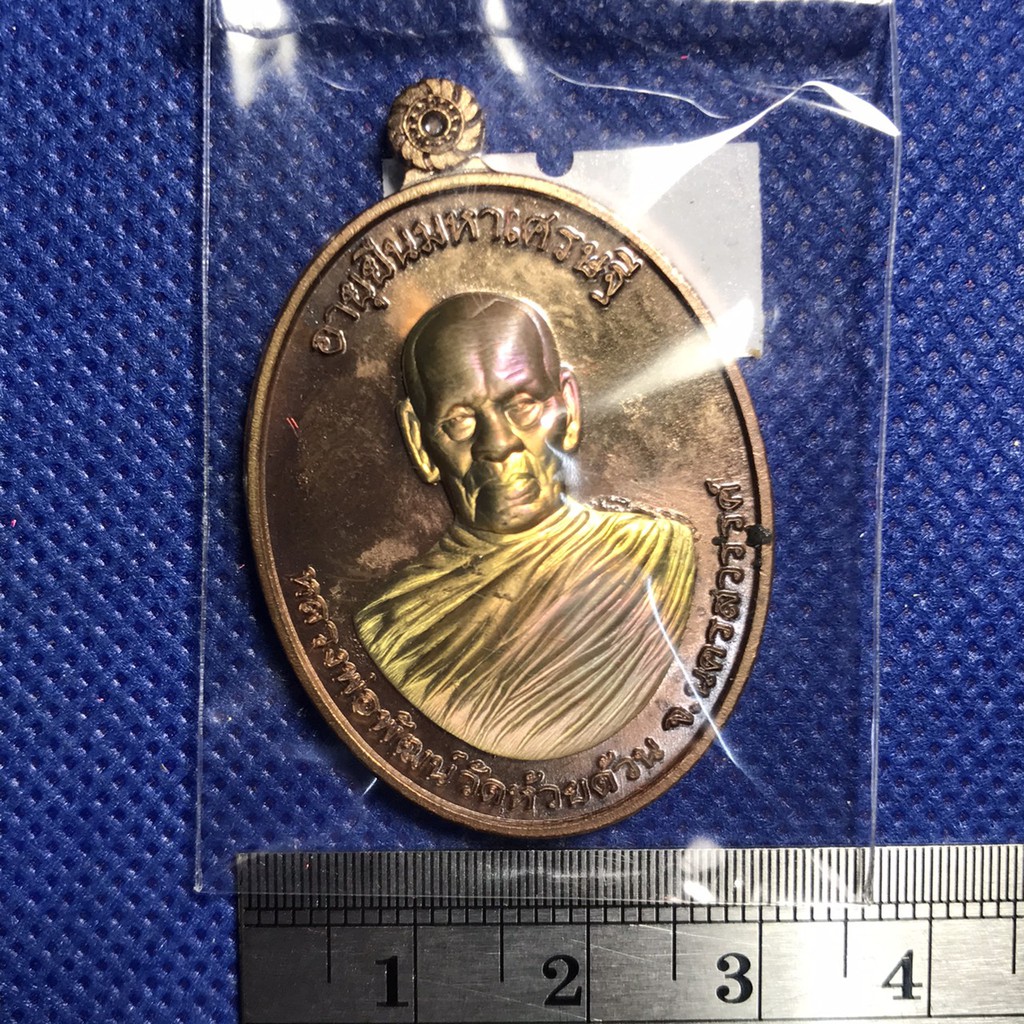 อายุยืนมหาเศรษฐี
หลวงพ่อพัฒน์วัดห้วยด้วน จ.นครสวรรค์
1 2 3 4